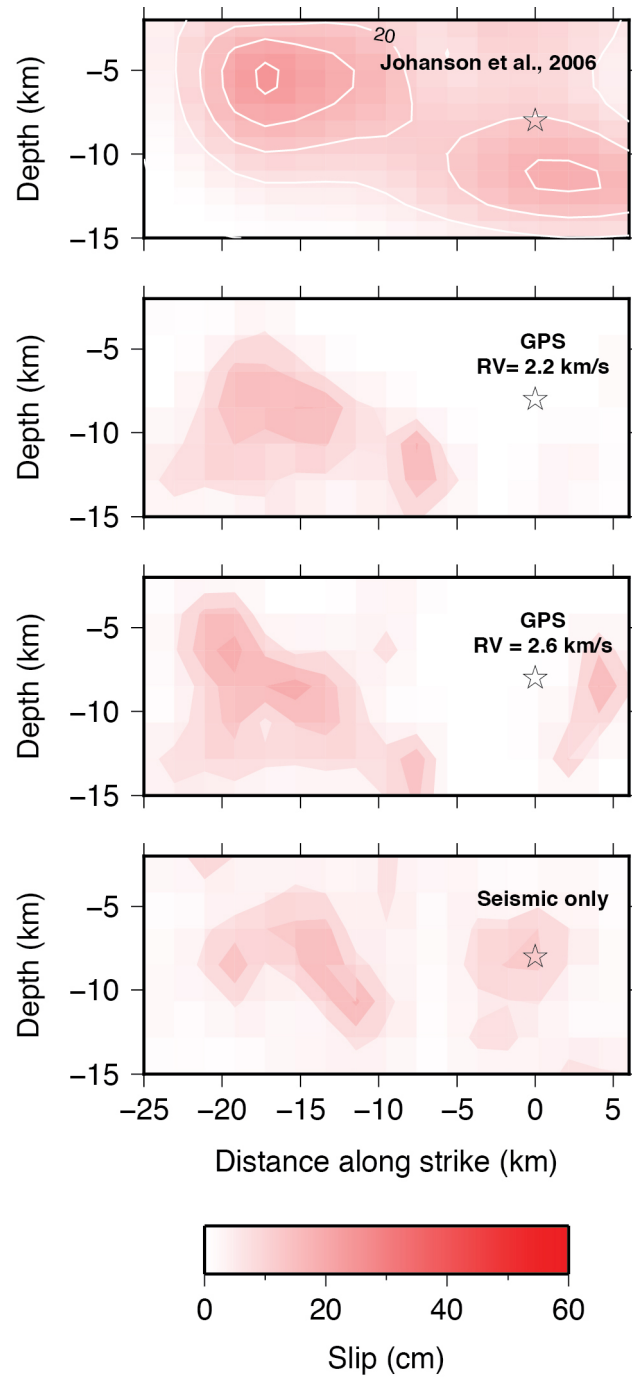 20
Johanson et al., 2006
Depth (km)
−5
−10
−15
GPS
RV= 2.2 km/s
Depth (km)
−5
−10
−15
GPS
RV = 2.6 km/s
Depth (km)
−5
−10
−15
Seismic only
Depth (km)
−5
−10
−15
−25 −20 −15 −10 −5 0 5
Distance along strike (km)
0 20 40 60
Slip (cm)